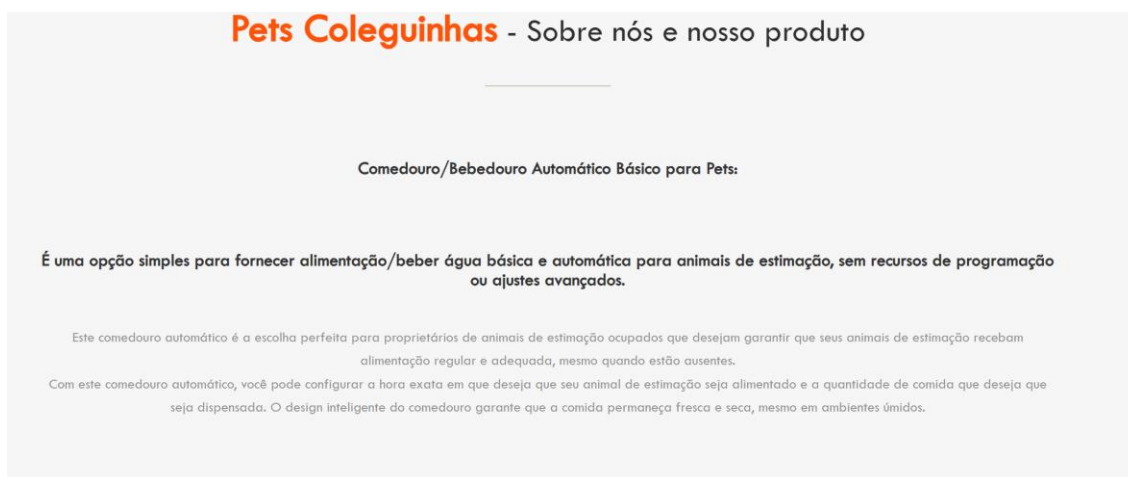 Pets Coleguinhas - Sobre nós e nosso produto
Comedouro/Bebedouro Automático Básico para Pets:
É uma opção simples para fornecer alimentação/beber água básica e automática para animais de estimação, sem recursos de programação
ou ajustes avançados.
Este comedouro automático é a escolha perfeita para proprietários de animais de estimação ocupados que desejam garantir que seus animais de estimação recebam
alimentação regular e adequada, mesmo quando estão ausentes.
Com este comedouro automático, você pode configurar a hora exata em que deseja que seu animal de estimação seja alimentado e a quantidade de comida que deseja que
seja dispensada. O design inteligente do comedouro garante que a comida permaneça fresca e seca, mesmo em ambientes úmidos.